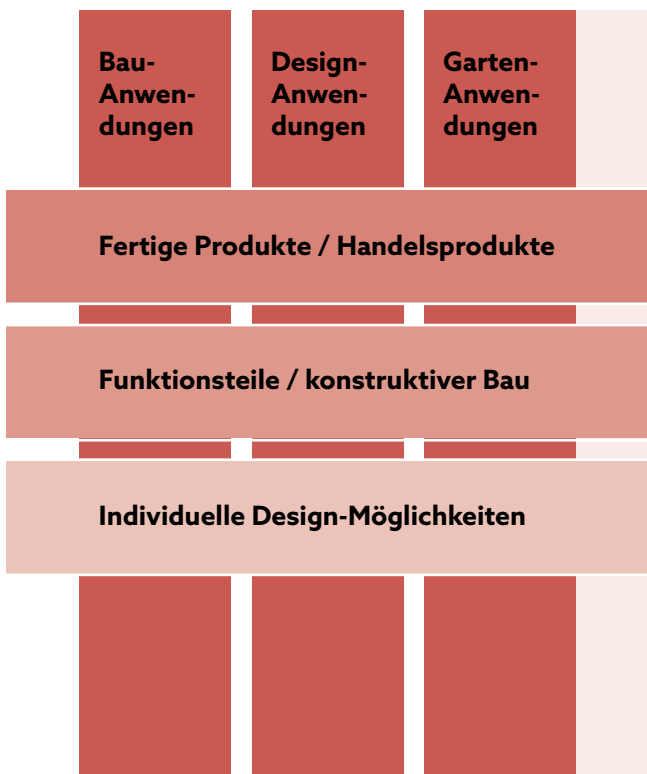 Bau-
Anwen-
dungen
Design-
Anwen-
dungen
Garten-
Anwen-
dungen
Fertige Produkte / Handelsprodukte
Funktionsteile / konstruktiver Bau
Individuelle Design-Möglichkeiten